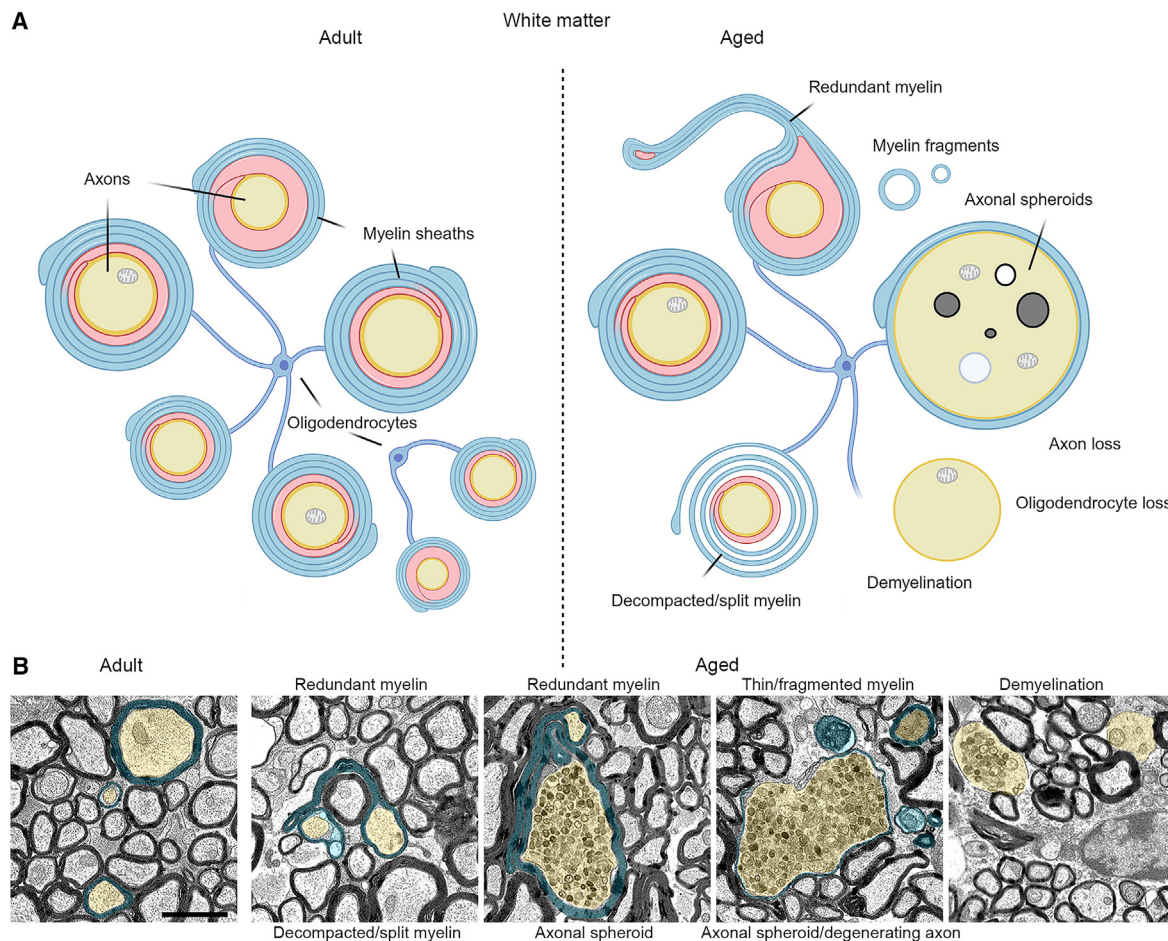 A
White matter
Adult
Aged
Redundant myelin
Myelin fragments
Axons
Axonal spheroids
Myelin sheaths
Oligodendrocytes
Axon loss
Oligodendrocyte loss
Demyelination
Decompacted/split myelin
B
Adult
Aged
Redundant myelin
Redundant myelin
Thin/fragmented myelin
Demyelination
Decompacted/split myelin
Axonal spheroid
Axonal spheroid/degenerating axon